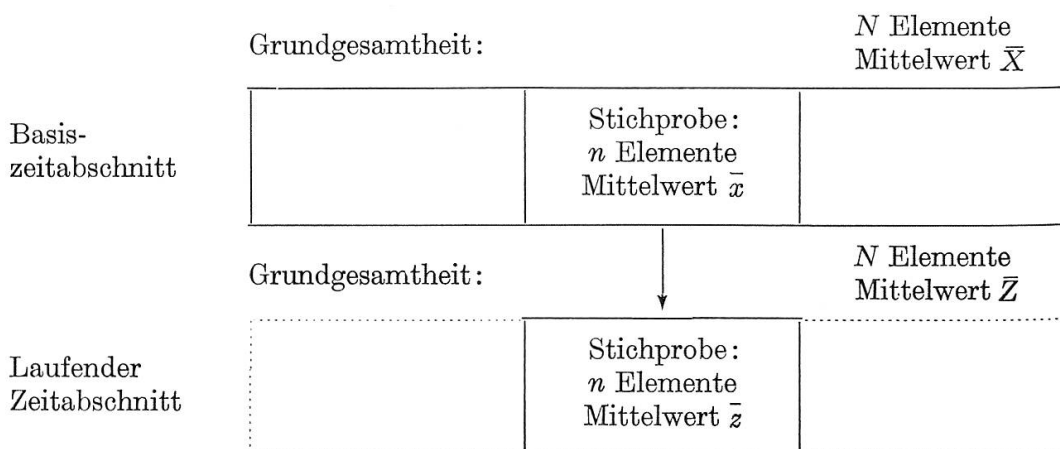 Grundgesamtheit:
N Elemente
Mittelwert X̅
Basis-
zeitabschnitt
Stichprobe:
n Elemente
Mittelwert x̅
Grundgesamtheit:
N Elemente
Mittelwert Z̅
Laufender
Zeitabschnitt
Stichprobe:
n Elemente
Mittelwert z̅